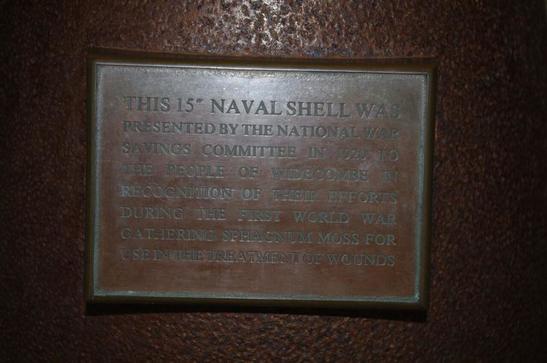 THIS 15" NAVAL SHELL WAS
PRESENTED BY THE NATIONAL WAR
SAVINGS COMMITTEE IN TO
THE PEOPLE OF WIDECOMBE IN
RECOGNITION OF THEIR EFFORTS
DURING THE FIRST WORLD WAR
GATHERING SPHAGNUM MOSS FOR
USE IN THE TREATMENT OF WOUNDS